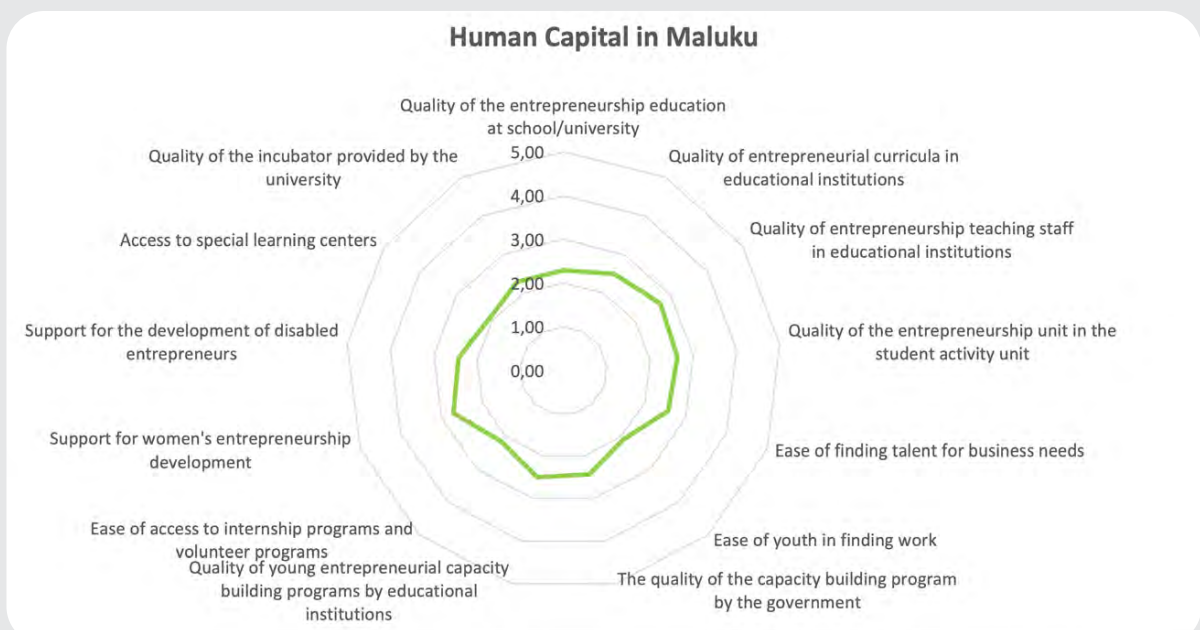 Human Capital in Maluku
Quality of the entrepreneurship education
at school/university
Quality of entrepreneurial curricula in
educational institutions
Quality of entrepreneurship teaching staff
in educational institutions
Quality of the entrepreneurship unit in the
student activity unit
Ease of finding talent for business needs
Ease of youth in finding work
The quality of the capacity building program
by the government
Quality of young entrepreneurial capacity
building programs by educational
institutions
Ease of access to internship programs and
volunteer programs
Support for women's entrepreneurship
development
Support for the development of disabled
entrepreneurs
Access to special learning centers
Quality of the incubator provided by the
university
5,00
4,00
3,00
2,00
1,00
0,00